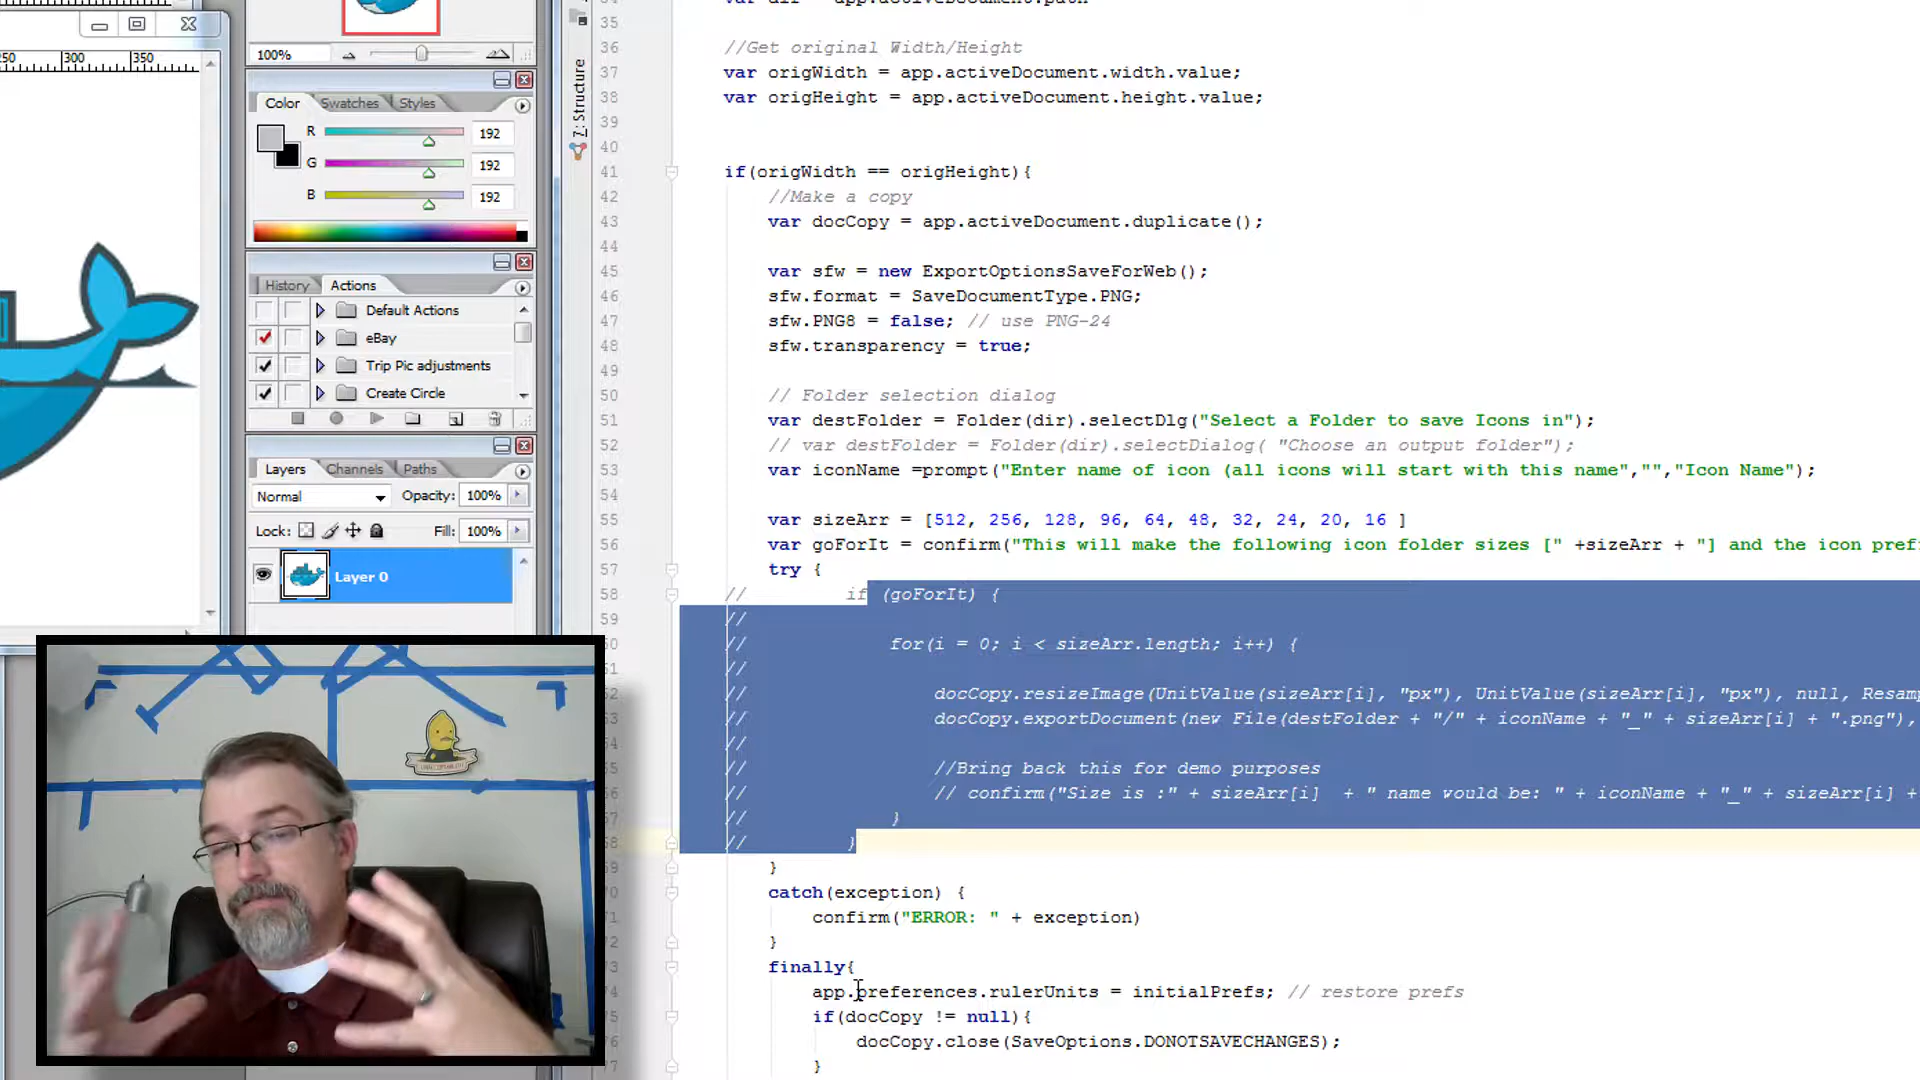 250 300 350
100%
Color Swatches Styles
R 192
G 192
B 192
History Actions
Default Actions
eBay
Trip Pic adjustments
Create Circle
Layers Channels Paths
Normal Opacity: 100%
Lock: Fill: 100%
Layer 0
7: Structure
35
36 //Get original Width/Height
37 var origWidth = app.activeDocument.width.value;
38 var origHeight = app.activeDocument.height.value;
39
40
41 if(origWidth == origHeight){
42 //Make a copy
43 var docCopy = app.activeDocument.duplicate();
44
45 var sfw = new ExportOptionsSaveForWeb();
46 sfw.format = SaveDocumentType.PNG;
47 sfw.PNG8 = false; // use PNG-24
48 sfw.transparency = true;
49
50 // Folder selection dialog
51 var destFolder = Folder(dir).selectDlg("Select a Folder to save Icons in");
52 // var destFolder = Folder(dir).selectDialog( "Choose an output folder");
53 var iconName =prompt("Enter name of icon (all icons will start with this name","","Icon Name");
54
55 var sizeArr = [512, 256, 128, 96, 64, 48, 32, 24, 20, 16 ]
56 var goForIt = confirm("This will make the following icon folder sizes [" +sizeArr + "] and the icon pref
57 try {
58 // if (goForIt) {
59 //
60 // for(i = 0; i < sizeArr.length; i++) {
61 //
62 // docCopy.resizeImage(UnitValue(sizeArr[i], "px"), UnitValue(sizeArr[i], "px"), null, Resamp
63 // docCopy.exportDocument(new File(destFolder + "/" + iconName + "_" + sizeArr[i] + ".png"),
64 //
65 // //Bring back this for demo purposes
66 // // confirm("Size is :" + sizeArr[i] + " name would be: " + iconName + "_" + sizeArr[i] +
67 // }
68 // }
69 }
70 catch(exception) {
71 confirm("ERROR: " + exception)
72 }
73 finally{
74 app.preferences.rulerUnits = initialPrefs; // restore prefs
75 if(docCopy != null){
76 docCopy.close(SaveOptions.DONOTSAVECHANGES);
77 }